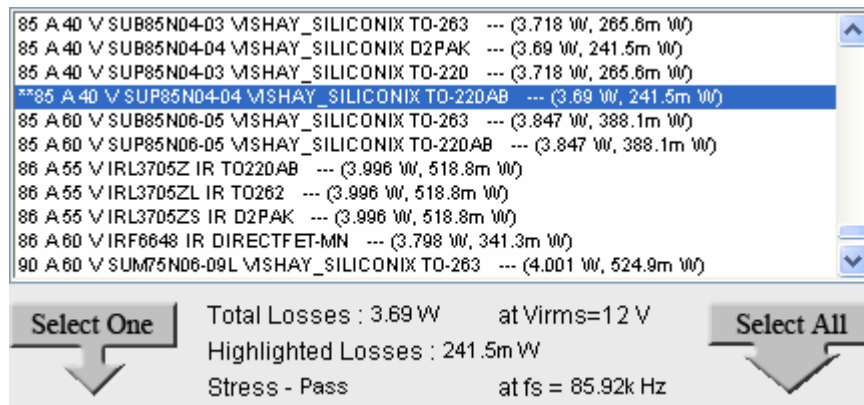 85 A 40 V SUB85N04-03 VISHAY_SILICONIX TO-263 --- (3.718 W, 265.6m W)
85 A 40 V SUB85N04-04 VISHAY_SILICONIX D2PAK --- (3.69 W, 241.5m W)
85 A 40 V SUP85N04-03 VISHAY_SILICONIX TO-220 --- (3.718 W, 265.6m W)
**85 A 40 V SUP85N04-04 VISHAY_SILICONIX TO-220AB --- (3.69 W, 241.5m W)
85 A 60 V SUB85N06-05 VISHAY_SILICONIX TO-263 --- (3.847 W, 388.1m W)
85 A 60 V SUP85N06-05 VISHAY_SILICONIX TO-220AB --- (3.847 W, 388.1m W)
86 A 55 V IRL3705Z IR TO220AB --- (3.996 W, 518.8m W)
86 A 55 V IRL3705ZL IR TO262 --- (3.996 W, 518.8m W)
86 A 55 V IRL3705ZS IR D2PAK --- (3.996 W, 518.8m W)
86 A 60 V IRF6648 IR DIRECTFET-MN --- (3.798 W, 341.3m W)
90 A 60 V SUM75N06-09L VISHAY_SILICONIX TO-263 --- (4.001 W, 524.9m W)
Select One
Total Losses : 3.69 W at Virms=12 V
Highlighted Losses : 241.5m W
Stress - Pass at fs = 85.92k Hz
Select All